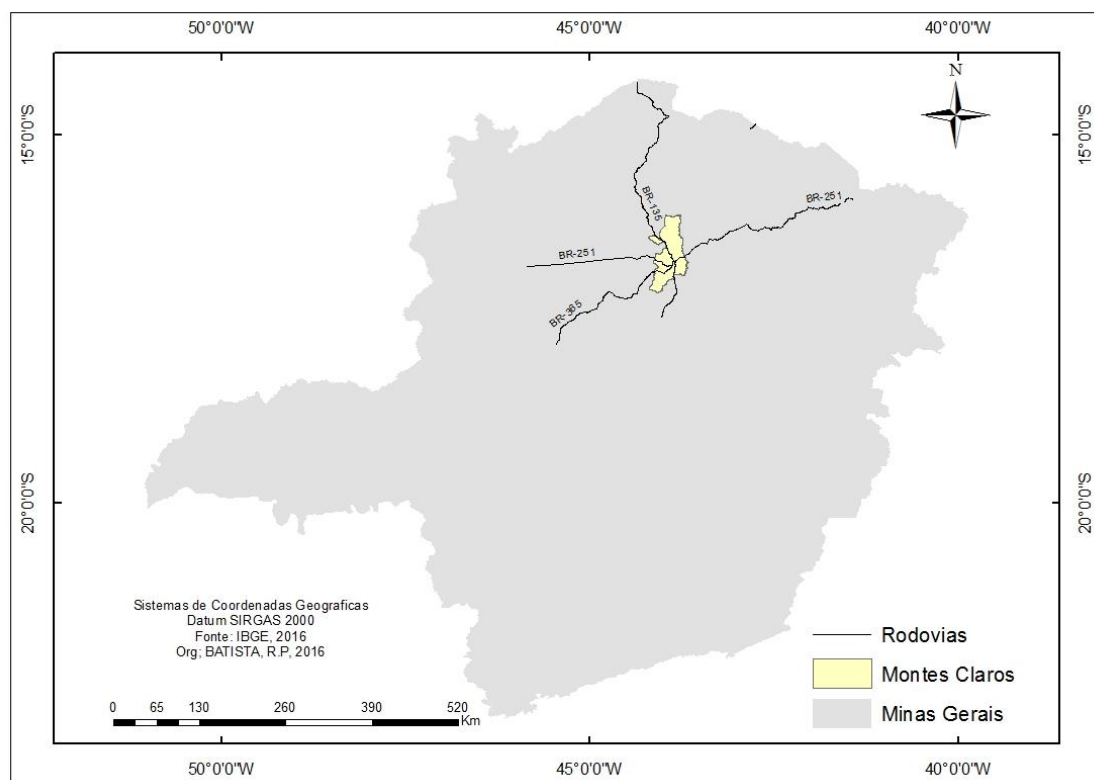 50°0'0"W 45°0'0"W 40°0'0"W
N
15°0'0"S 15°0'0"S
BR-135
BR-251
BR-251
BR-365
20°0'0"S 20°0'0"S
Sistemas de Coordenadas Geograficas
Datum SIRGAS 2000
Fonte: IBGE, 2016
Org; BATISTA, R.P, 2016
Rodovias
Montes Claros
Minas Gerais
0 65 130 260 390 520
Km
50°0'0"W 45°0'0"W 40°0'0"W